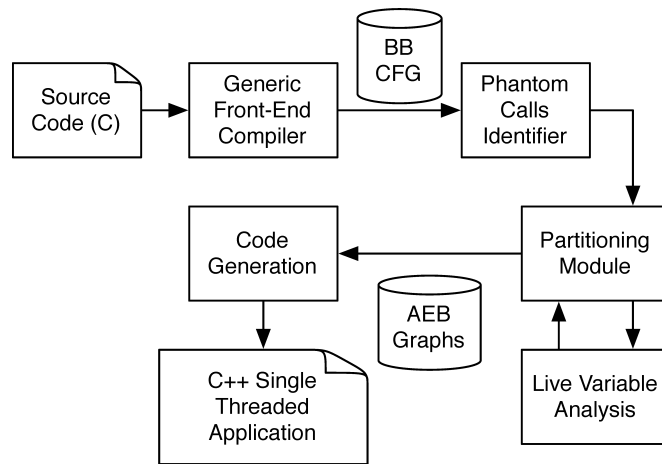 Source
Code (C)
Generic
Front-End
Compiler
BB
CFG
Phantom
Calls
Identifier
Code
Generation
AEB
Graphs
Partitioning
Module
C++ Single
Threaded
Application
Live Variable
Analysis